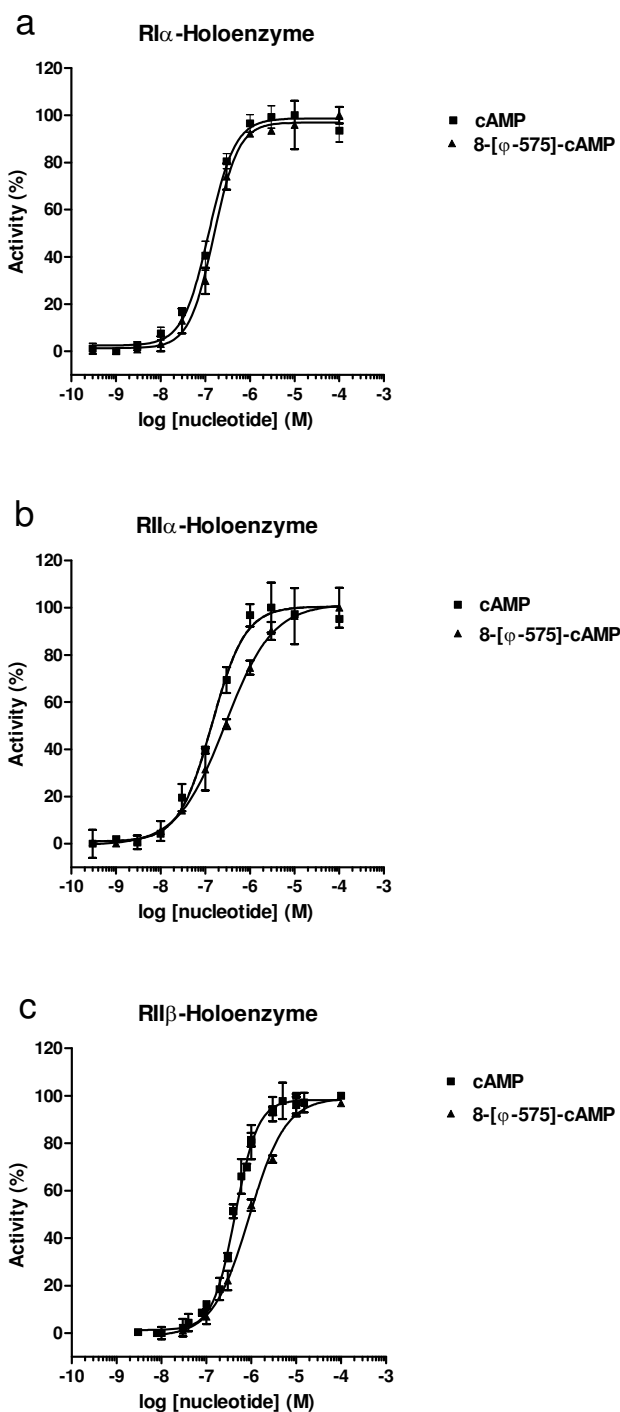 a
RIα-Holoenzyme
120
100
80
60
40
20
0
Activity (%)
-10 -9 -8 -7 -6 -5 -4 -3
log [nucleotide] (M)
cAMP
8-[φ-575]-cAMP
b
RIIα-Holoenzyme
120
100
80
60
40
20
0
Activity (%)
-10 -9 -8 -7 -6 -5 -4 -3
log [nucleotide] (M)
cAMP
8-[φ-575]-cAMP
c
RIIβ-Holoenzyme
120
100
80
60
40
20
0
Activity (%)
-10 -9 -8 -7 -6 -5 -4 -3
log [nucleotide] (M)
cAMP
8-[φ-575]-cAMP